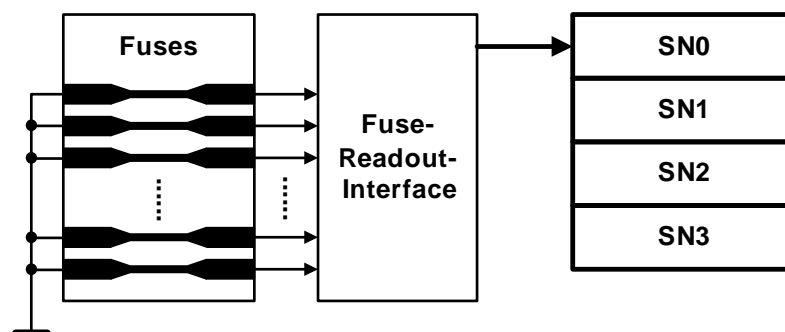 Fuses
Fuse-
Readout-
Interface
SN0
SN1
SN2
SN3